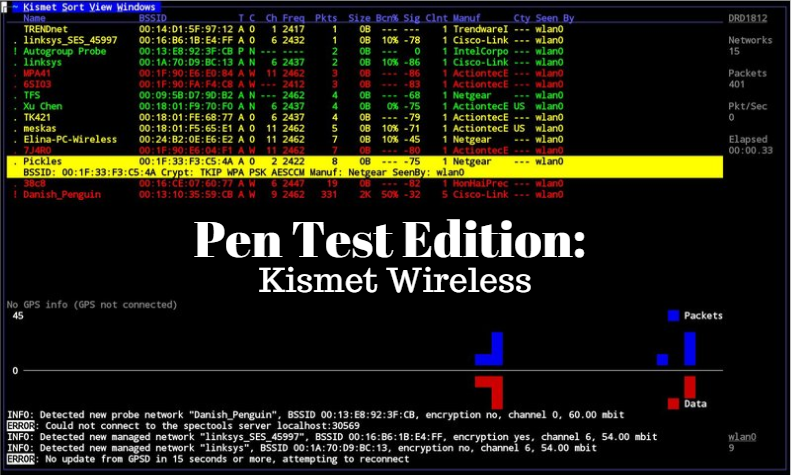 ~ Kismet Sort View Windows
Name BSSID T C Ch Freq Pkts Size Bcn% Sig Clnt Manuf Cty Seen By
DRD1812
. TRENDnet 00:14:D1:5F:97:12 A O 1 2417 1 0B --- --- 1 TrendwareI --- wlan0
. linksys_SES_45997 00:16:B6:1B:E4:FF A O 6 2432 1 0B 10% -78 1 Cisco-Link --- wlan0
Networks
! Autogroup Probe 00:13:E8:92:3F:CB P N --- --- 2 0B --- 0 1 IntelCorpo --- wlan0
15
. linksys 00:1A:70:D9:BC:13 A N 6 2437 2 0B 10% -86 1 Cisco-Link --- wlan0
. WPA41 00:1F:90:E6:E0:84 A W 11 2462 3 0B --- -86 1 ActiontecE --- wlan0
Packets
. 6SI03 00:1F:90:FA:F4:C8 A W --- 2412 3 0B --- -83 1 ActiontecE --- wlan0
401
. TFS 00:09:5B:D7:9D:B2 A N --- 2462 4 0B --- -68 1 Netgear --- wlan0
. Xu Chen 00:18:01:F9:70:F0 A N 6 2437 5 0B 0% -75 1 ActiontecE US wlan0
Pkt/Sec
. TK421 00:18:01:FE:68:77 A O 6 2437 4 0B --- -79 1 ActiontecE --- wlan0
0
. meskas 00:18:01:F5:65:E1 A O 11 2462 5 0B 10% -71 1 ActiontecE US wlan0
. Elina-PC-Wireless 00:24:B2:0E:E6:E2 A O 11 2462 7 0B 10% -45 1 Netgear --- wlan0
Elapsed
. 7J4R0 00:1F:90:E6:04:F1 A W 11 2462 7 0B --- -80 1 ActiontecE --- wlan0
00:00.33
. Pickles 00:1F:33:F3:C5:4A A O 2 2422 8 0B --- -75 1 Netgear --- wlan0
BSSID: 00:1F:33:F3:C5:4A Crypt: TKIP WPA PSK AESCCM Manuf: Netgear SeenBy: wlan0
. 38cB 00:16:CE:07:60:77 A W 6 2447 19 0B --- -82 1 HonHaiPrec --- wlan0
! Danish_Penguin 00:13:10:35:59:CB A W 9 2462 331 2K 50% -32 5 Cisco-Link --- wlan0
Pen Test Edition:
Kismet Wireless
No GPS info (GPS not connected)
45
Packets
0
Data
INFO: Detected new probe network "Danish_Penguin", BSSID 00:13:E8:92:3F:CB, encryption no, channel 0, 60.00 mbit
ERROR: Could not connect to the spectools server localhost:30569
INFO: Detected new managed network "linksys_SES_45997", BSSID 00:16:B6:1B:E4:FF, encryption yes, channel 6, 54.00 mbit
wlan0
INFO: Detected new managed network "linksys", BSSID 00:1A:70:D9:BC:13, encryption no, channel 6, 54.00 mbit
9
ERROR: No update from GPSD in 15 seconds or more, attempting to reconnect